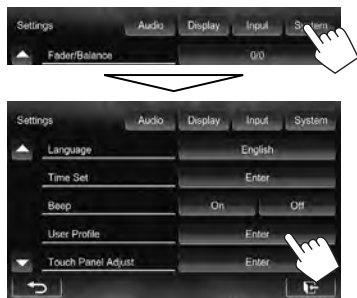 Settings Audio Display Input System
Fader/Balance 0/0
Settings Audio Display Input System
Language English
Time Set Enter
Beep On Off
User Profile Enter
Touch Panel Adjust Enter